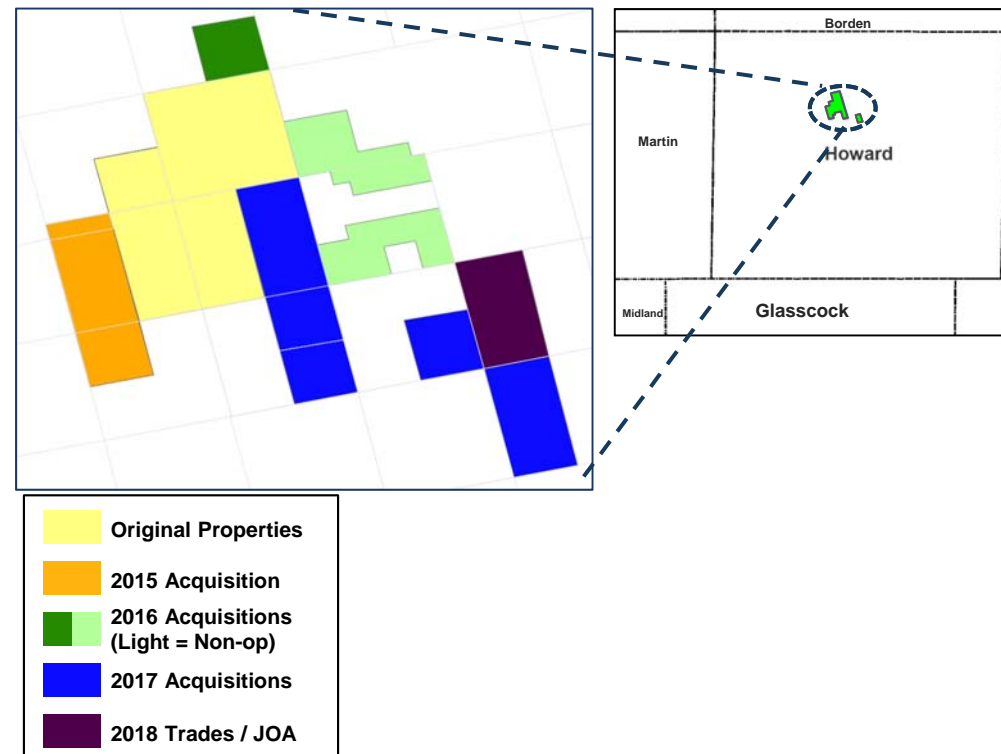 Borden
Martin
Howard
Midland
Glasscock
Original Properties
2015 Acquisition
2016 Acquisitions
(Light = Non-op)
2017 Acquisitions
2018 Trades / JOA